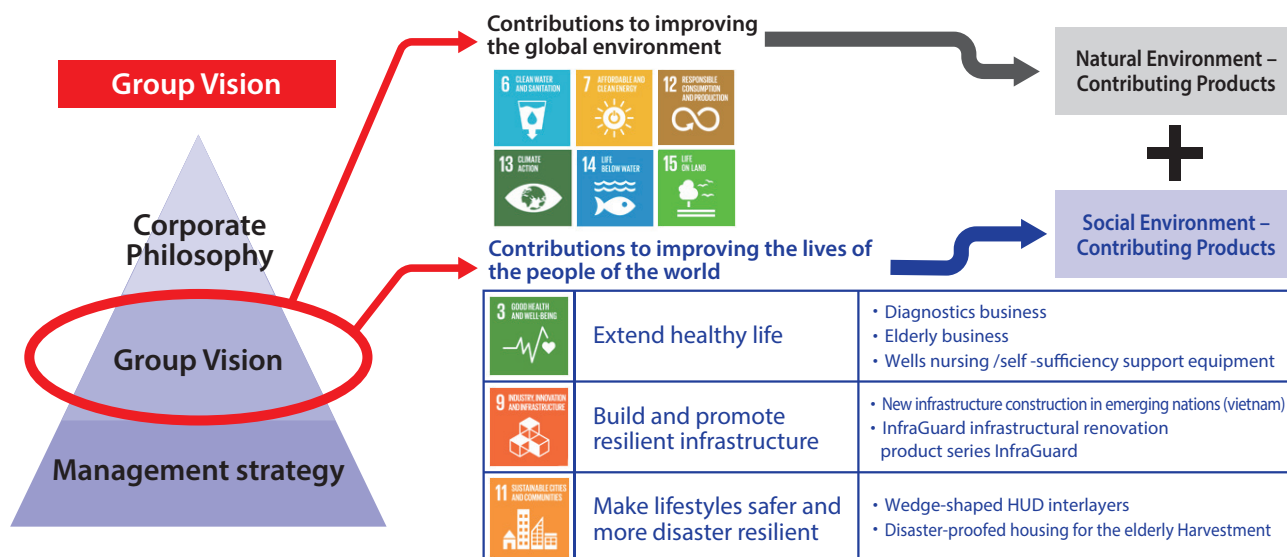 Group Vision
Corporate
Philosophy
Group Vision
Management strategy
Contributions to improving
the global environment
6 CLEAN WATER
AND SANITATION
7 AFFORDABLE AND
CLEAN ENERGY
12 RESPONSIBLE
CONSUMPTION
AND PRODUCTION
13 CLIMATE
ACTION
14 LIFE
BELOW WATER
15 LIFE
ON LAND
Natural Environment –
Contributing Products
+
Social Environment –
Contributing Products
Contributions to improving the lives of
the people of the world
3 GOOD HEALTH
AND WELL-BEING
Extend healthy life
・Diagnostics business
・Elderly business
・Wells nursing /self -sufficiency support equipment
9 INDUSTRY, INNOVATION
AND INFRASTRUCTURE
Build and promote
resilient infrastructure
・New infrastructure construction in emerging nations (vietnam)
・InfraGuard infrastructural renovation
product series InfraGuard
11 SUSTAINABLE CITIES
AND COMMUNITIES
Make lifestyles safer and
more disaster resilient
・Wedge-shaped HUD interlayers
・Disaster-proofed housing for the elderly Harvestment